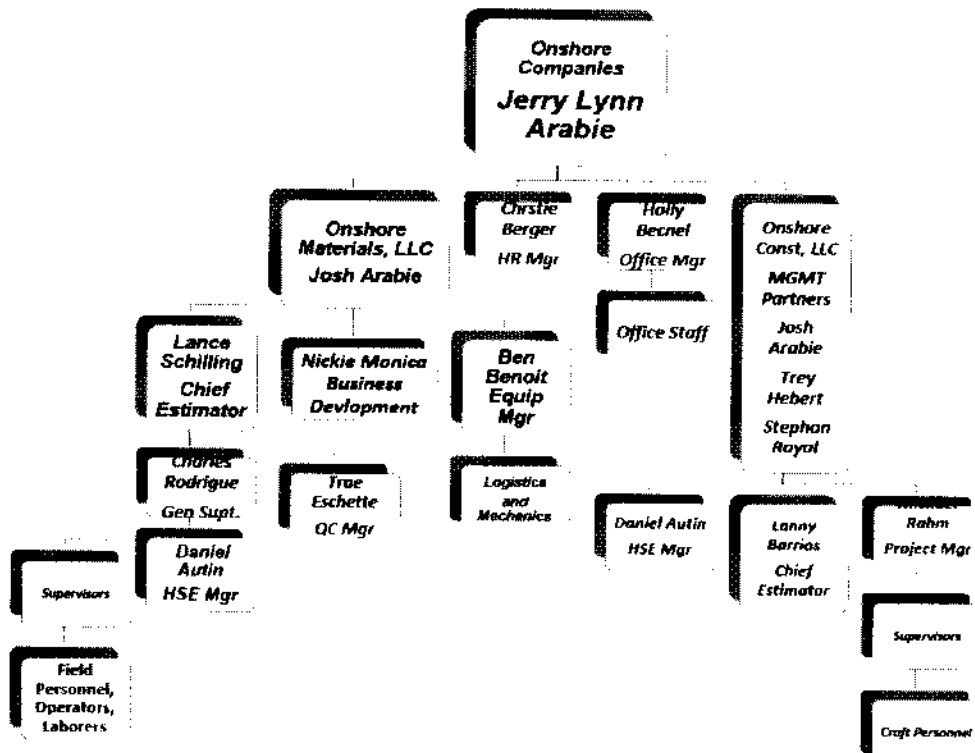 Onshore
Companies
Jerry Lynn
Arabie
Onshore
Materials, LLC
Josh Arabie
Christie
Berger
HR Mgr
Holly
Becnel
Office Mgr
Onshore
Const, LLC
MGMT
Partners
Josh
Arabie
Trey
Hebert
Stephan
Royal
Office Staff
Lance
Schilling
Chief
Estimator
Nickie Monica
Business
Devlopment
Ben
Benoit
Equip
Mgr
Charles
Rodrigue
Gen Supt.
Eschette
QC Mgr
Logistics
and
Mechanics
Daniel Autin
HSE Mgr
Lanny
Barrios
Chief
Estimator
Rahm
Project Mgr
Daniel
Autin
HSE Mgr
Supervisors
Supervisors
Field
Personnel,
Operators,
Laborers
Craft Personnel